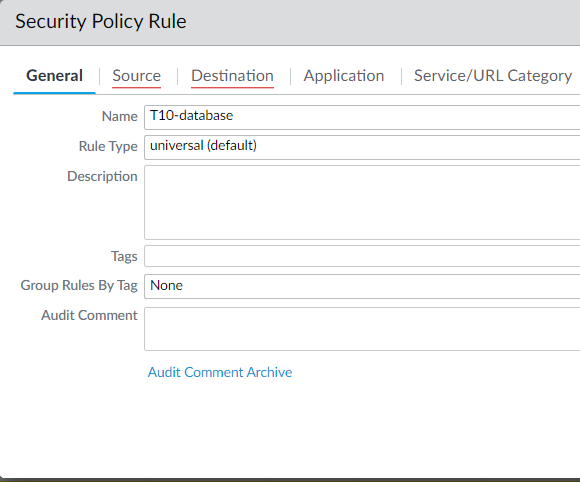 Security Policy Rule
General Source Destination Application Service/URL Category
Name T10-database
Rule Type universal (default)
Description
Tags
Group Rules By Tag None
Audit Comment
Audit Comment Archive